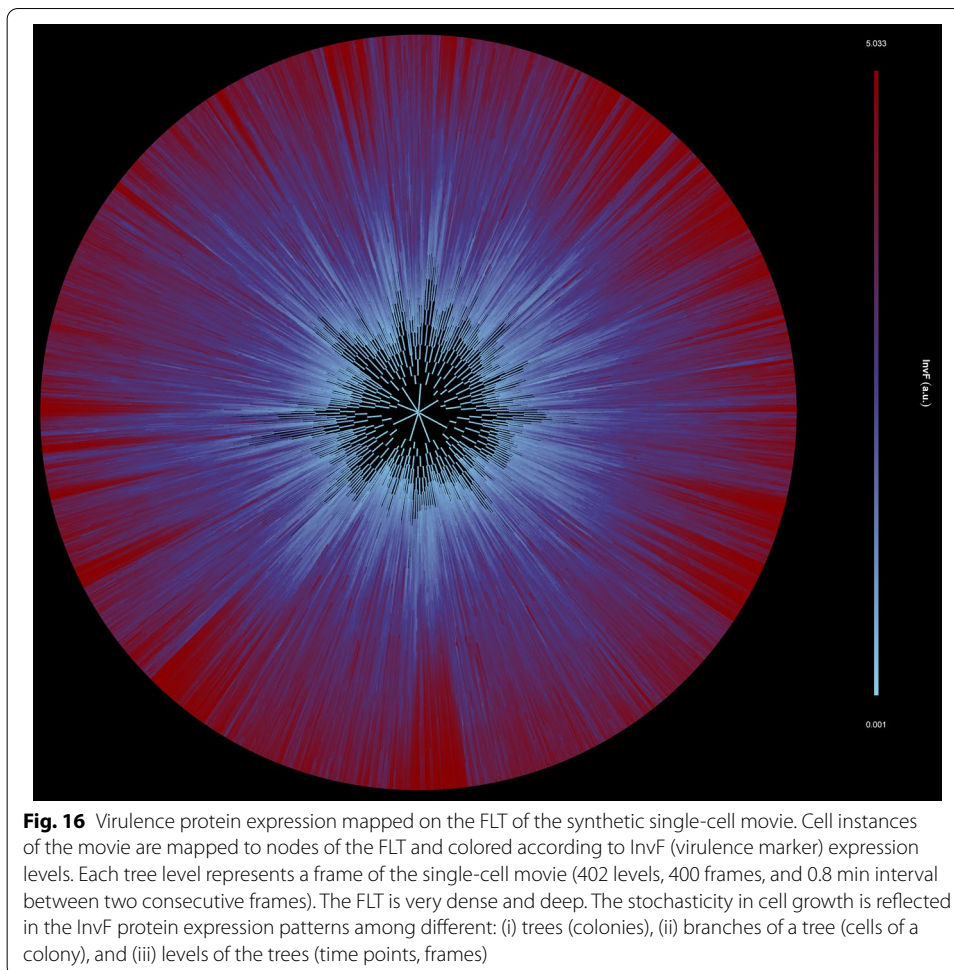 5.033
InvF (a.u.)
0.001
Fig. 16 Virulence protein expression mapped on the FLT of the synthetic single-cell movie. Cell instances
of the movie are mapped to nodes of the FLT and colored according to InvF (virulence marker) expression
levels. Each tree level represents a frame of the single-cell movie (402 levels, 400 frames, and 0.8 min interval
between two consecutive frames). The FLT is very dense and deep. The stochasticity in cell growth is reflected
in the InvF protein expression patterns among different: (i) trees (colonies), (ii) branches of a tree (cells of a
colony), and (iii) levels of the trees (time points, frames)